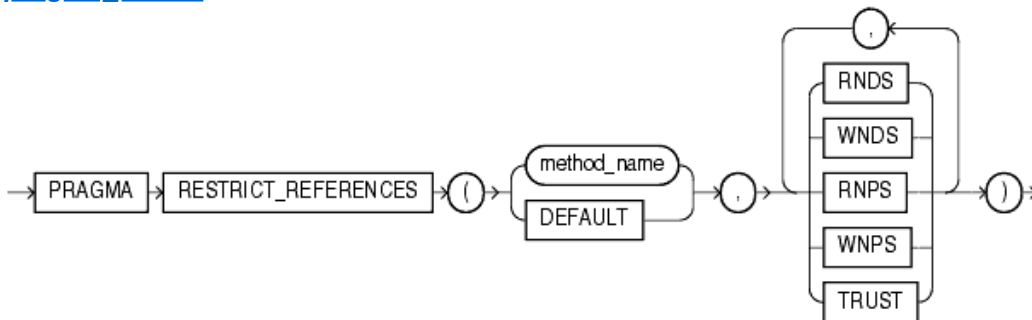 ,
RNDS
WNDS
PRAGMA RESTRICT_REFERENCES ( method_name DEFAULT , RNPS )
WNPS
TRUST